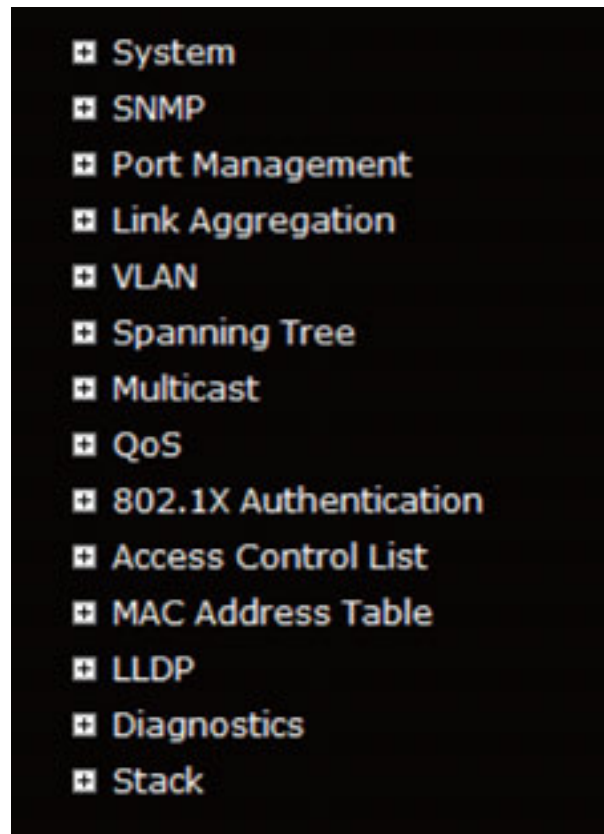 System
SNMP
Port Management
Link Aggregation
VLAN
Spanning Tree
Multicast
QoS
802.1X Authentication
Access Control List
MAC Address Table
LLDP
Diagnostics
Stack